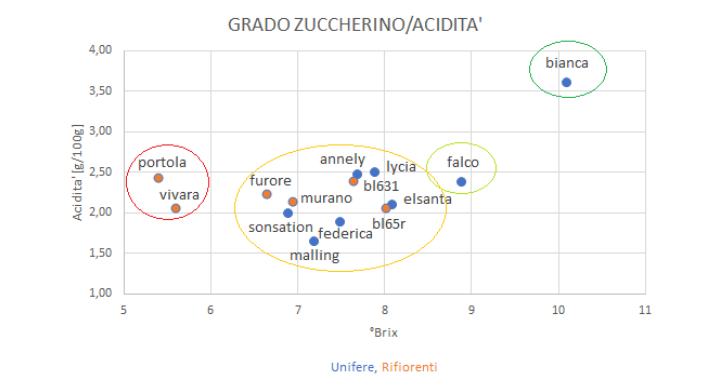 GRADO ZUCCHERINO/ACIDITA'
4,00
3,50
3,00
2,50
2,00
1,50
1,00
Acidita' [g/100g]
bianca
portola
annely
lycia
falco
vivara
furore
bl631
murano
elsanta
sonsation
federica
bl65r
malling
5 6 7 8 9 10 11
°Brix
Unifere, Rifiorenti